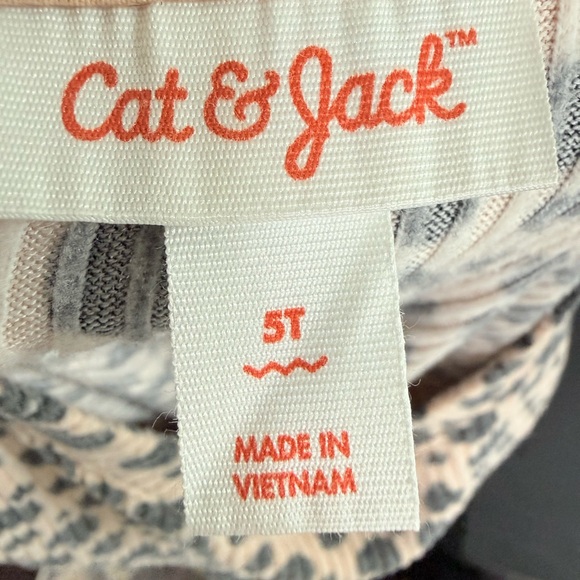 Cat & Jack™
5T
MADE IN
VIETNAM